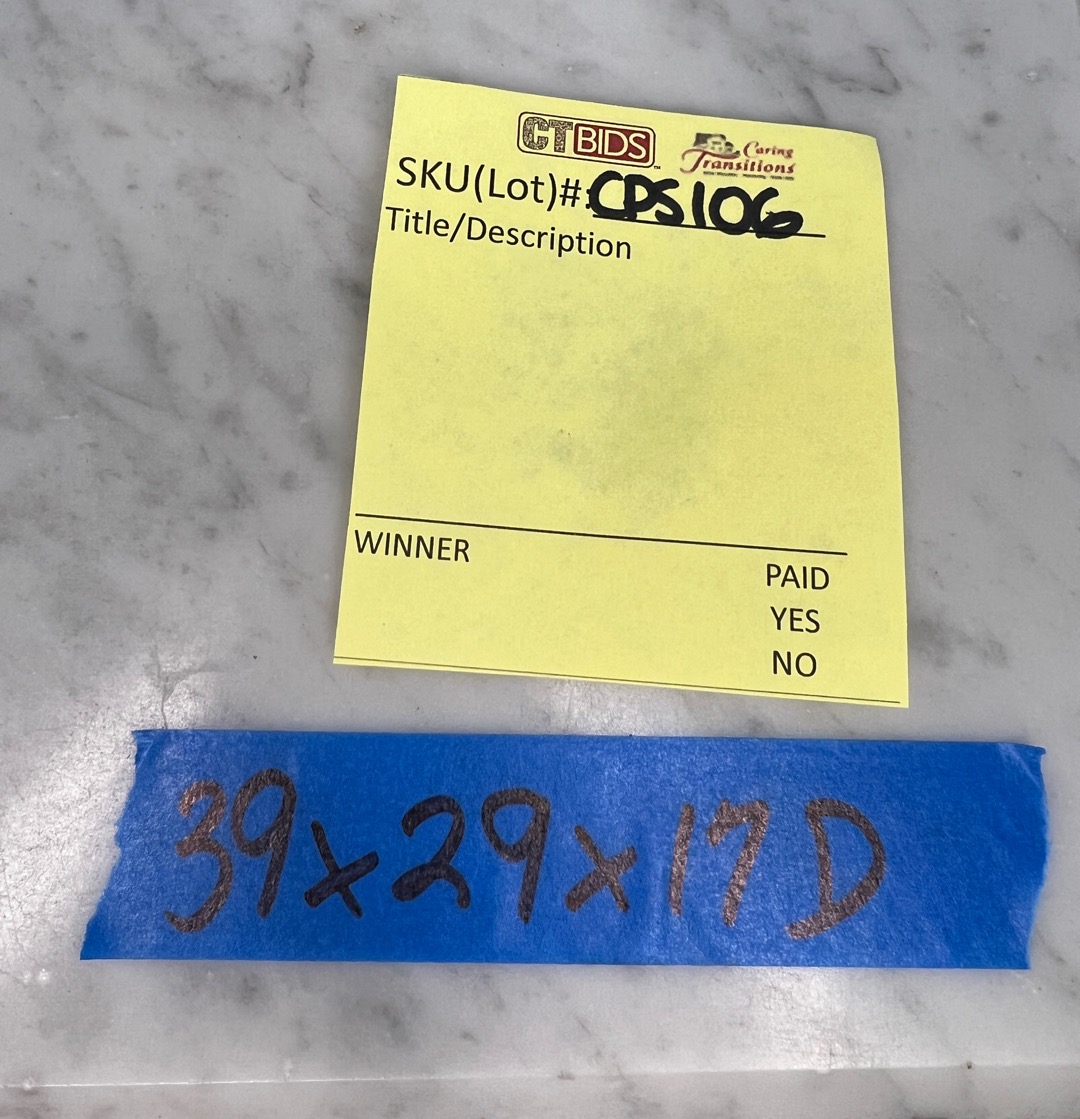 CTBIDS
Caring
Transitions
SKU(Lot)#: CPS106
Title/Description
WINNER
PAID
YES
NO
39x29x17D